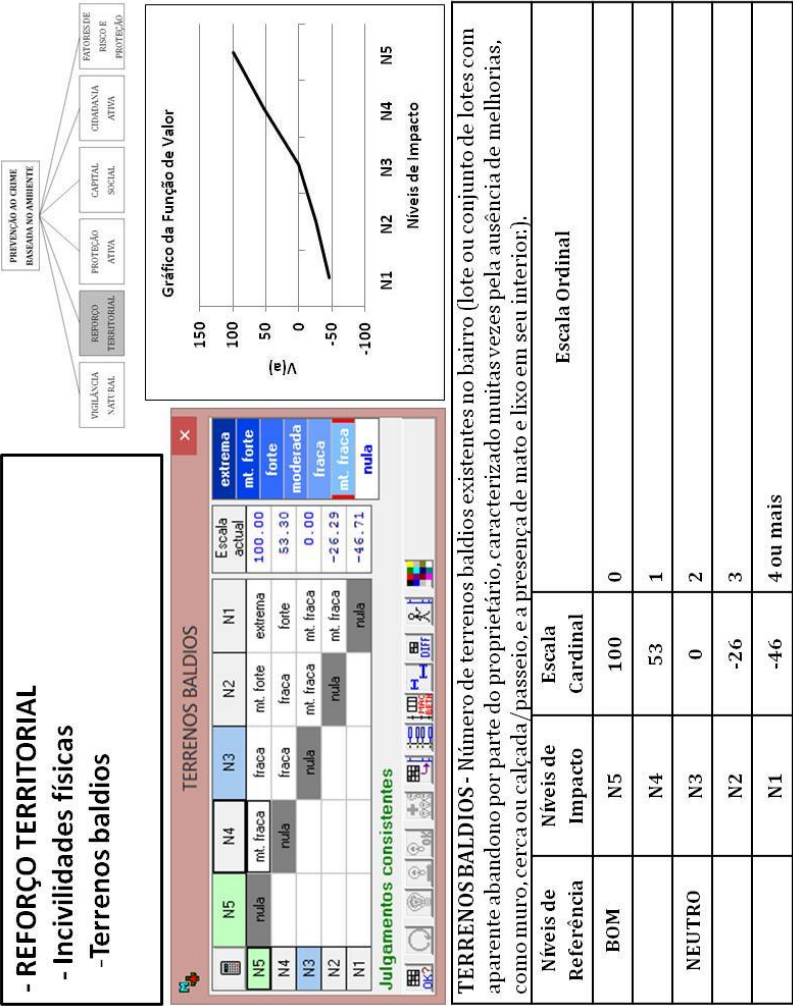 - REFORÇO TERRITORIAL
- Incivilidades físicas
-Terrenos baldios
PREVENÇÃO AO CRIME
BASEADA NO AMBIENTE
VIGILÂNCIA
NATURAL
REFORÇO
TERRITORIAL
PROTEÇÃO
ATIVA
CAPITAL
SOCIAL
CIDADANIA
ATIVA
FATORES DE
RISCO E
PROTEÇÃO
TERRENOS BALDIOS
N5 N4 N3 N2 N1 Escala actual
N5 nula mt. fraca fraca mt. forte extrema 100.00
N4 nula fraca fraca forte 53.30
N3 nula mt. fraca mt. fraca 0.00
N2 nula mt. fraca -26.29
N1 nula -46.71
extrema
mt. forte
forte
moderada
fraca
mt. fraca
nula
Julgamentos consistentes
OK? OK MAC BETH DIFF
Gráfico da Função de Valor
V(a)
150
100
50
0
-50
-100
N1 N2 N3 N4 N5
Níveis de Impacto
TERRENOS BALDIOS - Número de terrenos baldios existentes no bairro (lote ou conjunto de lotes com
aparente abandono por parte do proprietário, caracterizado muitas vezes pela ausência de melhorias,
como muro, cerca ou calçada/passeio, e a presença de mato e lixo em seu interior.).
Níveis de Referência Níveis de Impacto Escala Cardinal Escala Ordinal
BOM N5 100 0
N4 53 1
NEUTRO N3 0 2
N2 -26 3
N1 -46 4 ou mais